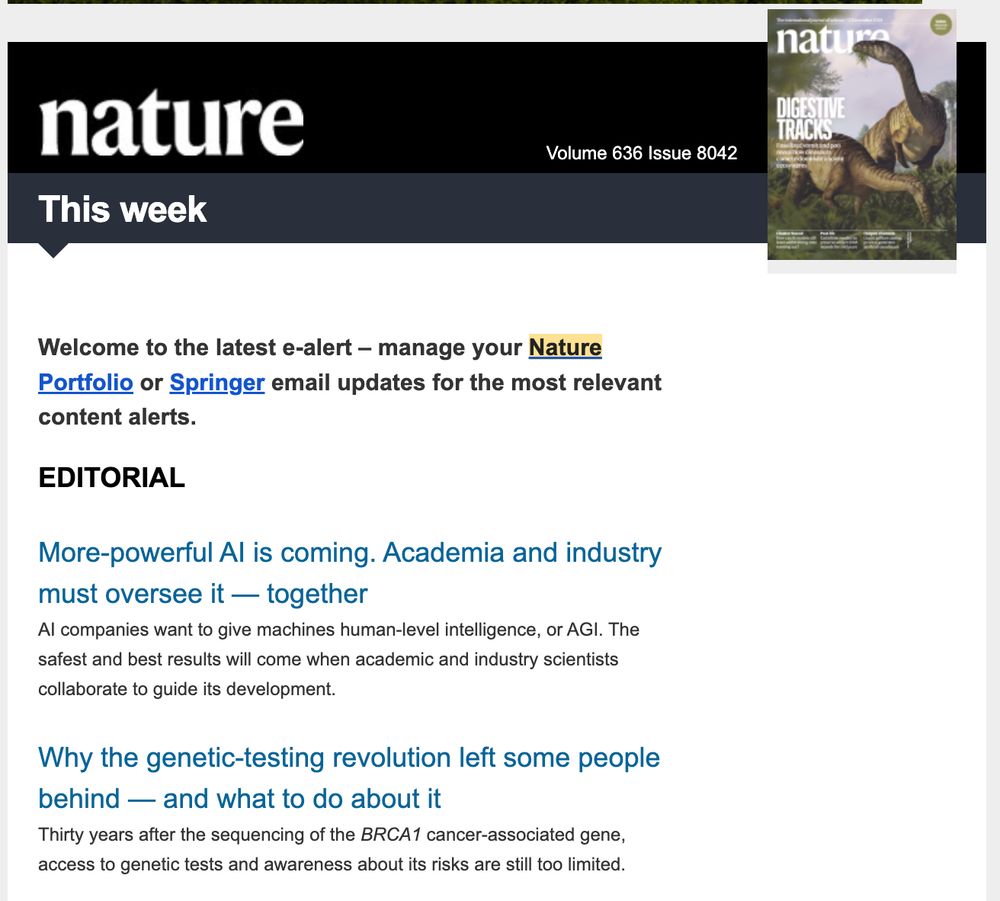 nature
Volume 636 Issue 8042
nature
DIGESTIVE
TRACKS
This week
Welcome to the latest e-alert – manage your Nature
Portfolio or Springer email updates for the most relevant
content alerts.
EDITORIAL
More-powerful AI is coming. Academia and industry
must oversee it — together
AI companies want to give machines human-level intelligence, or AGI. The
safest and best results will come when academic and industry scientists
collaborate to guide its development.
Why the genetic-testing revolution left some people
behind — and what to do about it
Thirty years after the sequencing of the BRCA1 cancer-associated gene,
access to genetic tests and awareness about its risks are still too limited.